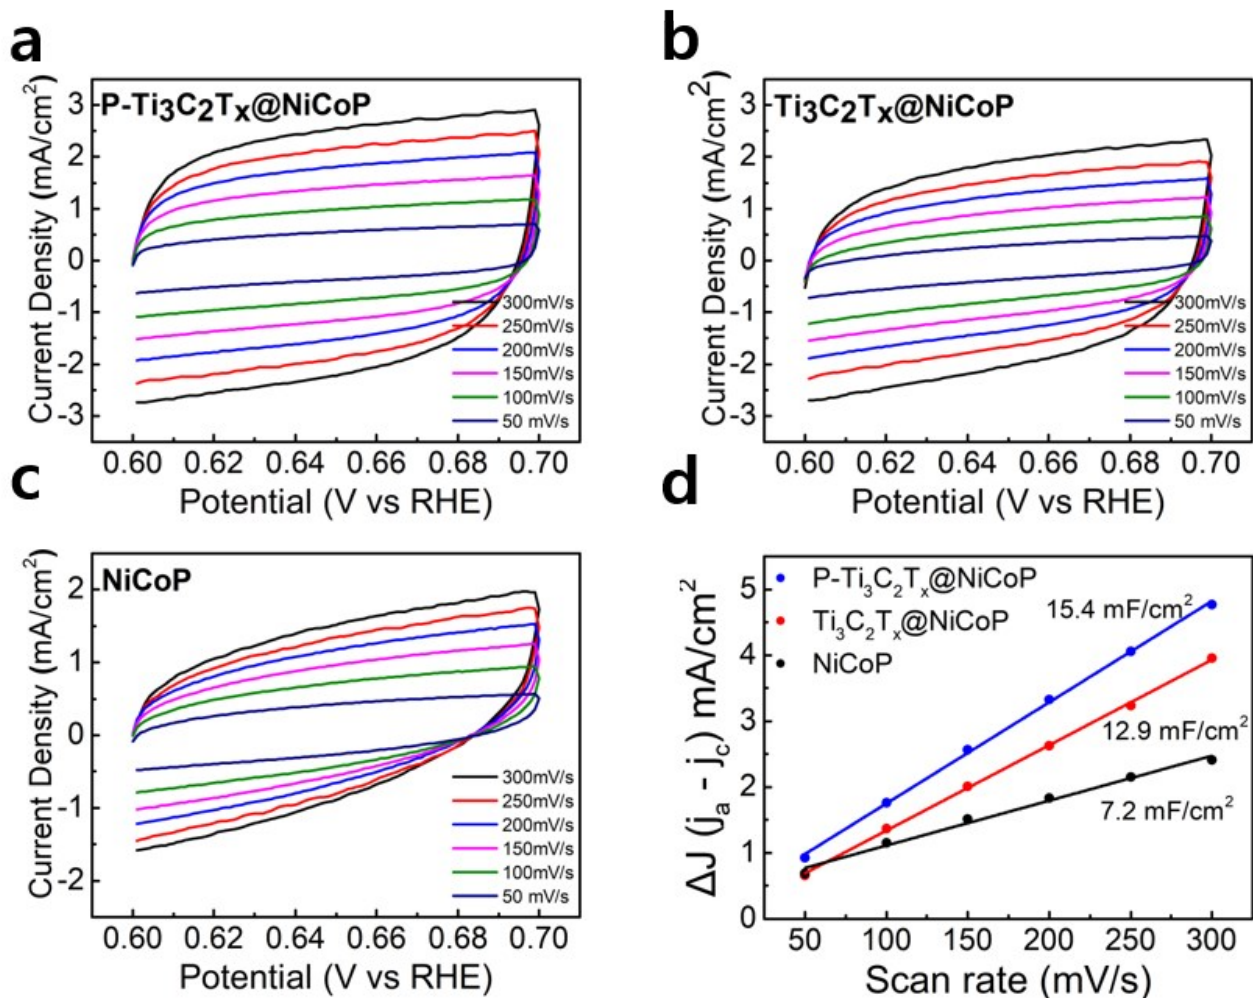 a
P-Ti3C2Tx@NiCoP
Current Density (mA/cm2)
3
2
1
0
-1
-2
-3
300mV/s
250mV/s
200mV/s
150mV/s
100mV/s
50 mV/s
0.60 0.62 0.64 0.66 0.68 0.70
Potential (V vs RHE)
b
Ti3C2Tx@NiCoP
Current Density (mA/cm2)
3
2
1
0
-1
-2
-3
300mV/s
250mV/s
200mV/s
150mV/s
100mV/s
50 mV/s
0.60 0.62 0.64 0.66 0.68 0.70
Potential (V vs RHE)
c
NiCoP
Current Density (mA/cm2)
2
1
0
-1
-2
300mV/s
250mV/s
200mV/s
150mV/s
100mV/s
50 mV/s
0.60 0.62 0.64 0.66 0.68 0.70
Potential (V vs RHE)
d
ΔJ (ja - jc) mA/cm2
5
4
3
2
1
0
P-Ti3C2Tx@NiCoP
Ti3C2Tx@NiCoP
NiCoP
15.4 mF/cm2
12.9 mF/cm2
7.2 mF/cm2
50 100 150 200 250 300
Scan rate (mV/s)